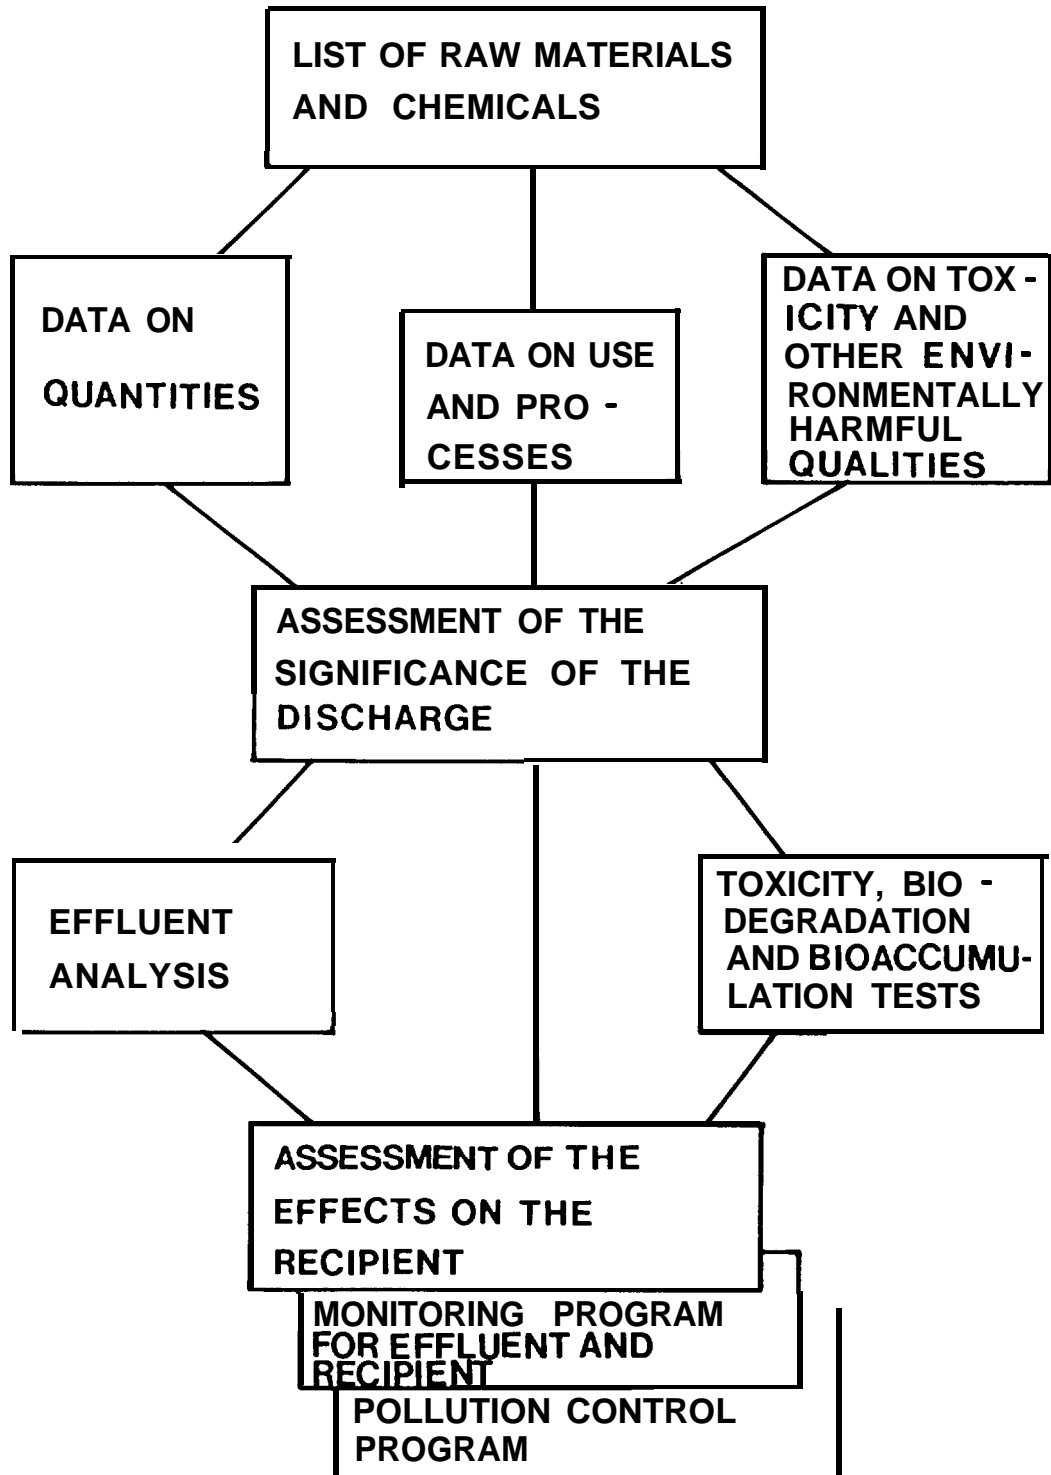 LIST OF RAW MATERIALS
AND CHEMICALS
DATA ON
QUANTITIES
DATA ON USE
AND PRO -
CESSES
DATA ON TOX -
ICITY AND
OTHER ENVI-
RONMENTALLY
HARMFUL
QUALITIES
ASSESSMENT OF THE
SIGNIFICANCE OF THE
DISCHARGE
EFFLUENT
ANALYSIS
TOXICITY, BIO -
DEGRADATION
AND BIOACCUMU-
LATION TESTS
ASSESSMENT OF THE
EFFECTS ON THE
RECIPIENT
MONITORING PROGRAM
FOR EFFLUENT AND
RECIPIENT
POLLUTION CONTROL
PROGRAM